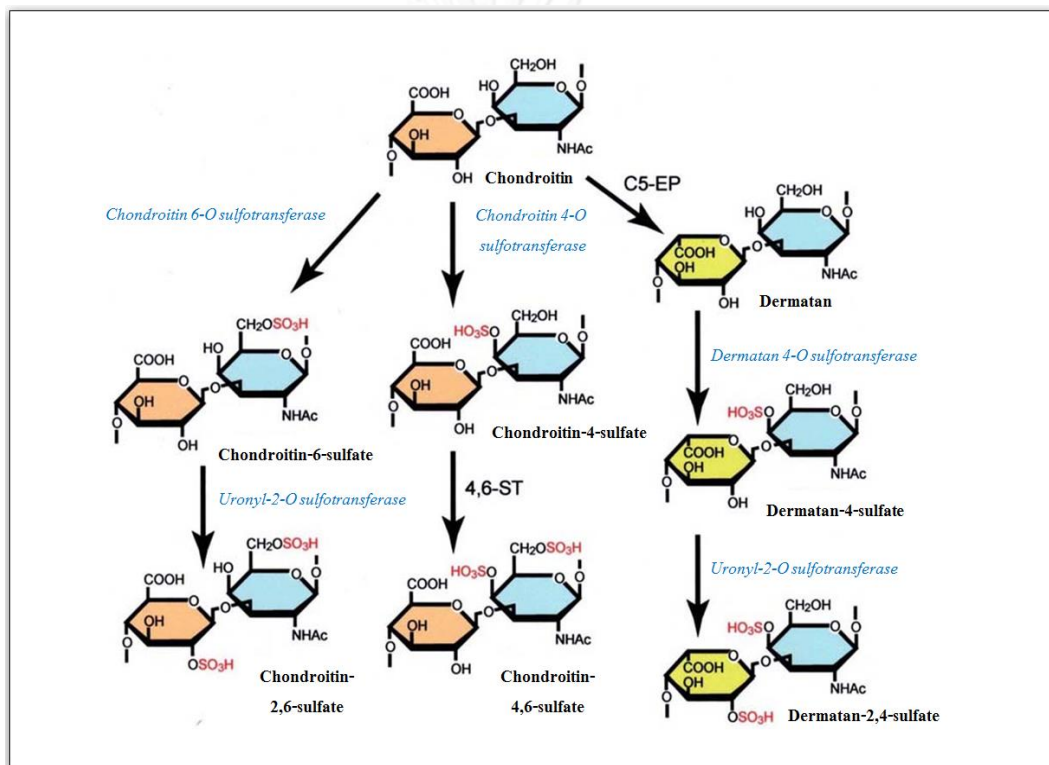 CH₂OH
COOH
HO
O
O
O
O
OH
O
NHAc
OH
Chondroitin
Chondroitin 6-O sulfotransferase
Chondroitin 4-O
sulfotransferase
C5-EP
CH₂OH
HO
O
O
O
COOH
OH
O
O
NHAc
OH
Dermatan
CH₂OSO₃H
COOH
HO
O
O
O
O
OH
O
NHAc
OH
Chondroitin-6-sulfate
CH₂OH
HO₃SO
COOH
O
O
O
O
OH
O
NHAc
OH
Chondroitin-4-sulfate
Dermatan 4-O sulfotransferase
CH₂OH
HO₃SO
O
O
O
COOH
OH
O
O
NHAc
OH
Dermatan-4-sulfate
Uronyl-2-O sulfotransferase
4,6-ST
Uronyl-2-O sulfotransferase
CH₂OSO₃H
COOH
HO
O
O
O
O
OH
O
NHAc
OSO₃H
Chondroitin-
2,6-sulfate
CH₂OSO₃H
HO₃SO
COOH
O
O
O
O
OH
O
NHAc
OH
Chondroitin-
4,6-sulfate
CH₂OH
HO₃SO
O
O
O
COOH
OH
O
O
NHAc
OSO₃H
Dermatan-2,4-sulfate